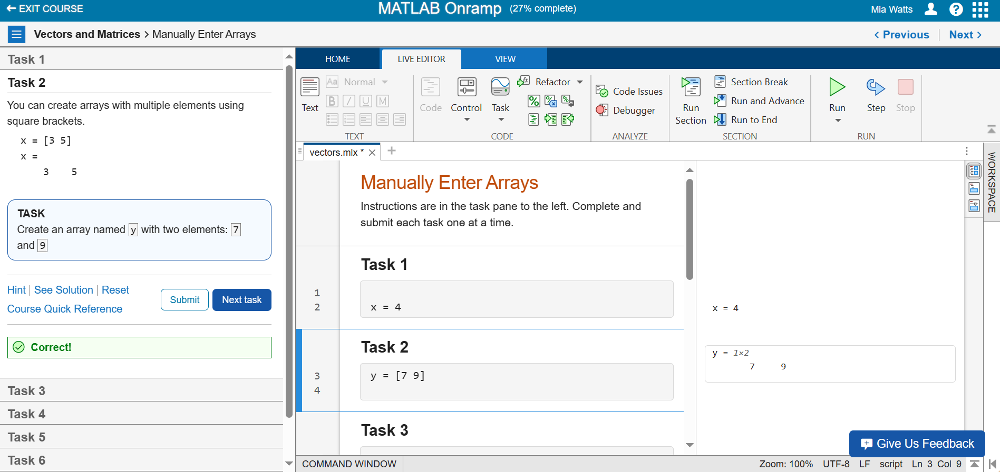 EXIT COURSE
MATLAB Onramp (27% complete)
Mia Watts
Vectors and Matrices > Manually Enter Arrays
< Previous
Next >
Task 1
Task 2
You can create arrays with multiple elements using
square brackets.
x = [3 5]
x =
3 5
TASK
Create an array named y with two elements: 7
and 9
Hint | See Solution | Reset
Course Quick Reference
Submit
Next task
Correct!
Task 3
Task 4
Task 5
Task 6
HOME
LIVE EDITOR
VIEW
Text
Aa Normal
B I U M
TEXT
Code
Control
Task
Refactor
CODE
Code Issues
Debugger
ANALYZE
Run
Section
Section Break
Run and Advance
Run to End
SECTION
Run
Step
Stop
RUN
vectors.mlx *
WORKSPACE
Manually Enter Arrays
Instructions are in the task pane to the left. Complete and
submit each task one at a time.
Task 1
1
2 x = 4
x = 4
Task 2
3 y = [7 9]
4
y = 1×2
7 9
Task 3
Give Us Feedback
COMMAND WINDOW
Zoom: 100% UTF-8 LF script Ln 3 Col 9